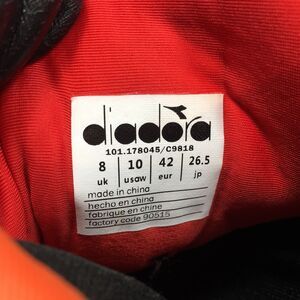 diadora
101.178045/C9818
8 10 42 26.5
uk usaw eur jp
made in china
hecho en china
fabrique en chine
factory code 90515